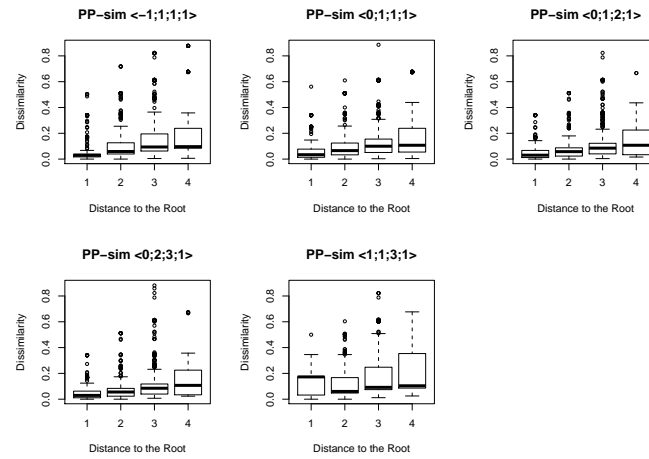 PP−sim <−1;1;1;1>
Dissimilarity
0.0 0.2 0.4 0.6 0.8
1 2 3 4
Distance to the Root
PP−sim <0;1;1;1>
Dissimilarity
0.0 0.2 0.4 0.6 0.8
1 2 3 4
Distance to the Root
PP−sim <0;1;2;1>
Dissimilarity
0.0 0.2 0.4 0.6 0.8
1 2 3 4
Distance to the Root
PP−sim <0;2;3;1>
Dissimilarity
0.0 0.2 0.4 0.6 0.8
1 2 3 4
Distance to the Root
PP−sim <1;1;3;1>
Dissimilarity
0.0 0.2 0.4 0.6 0.8
1 2 3 4
Distance to the Root